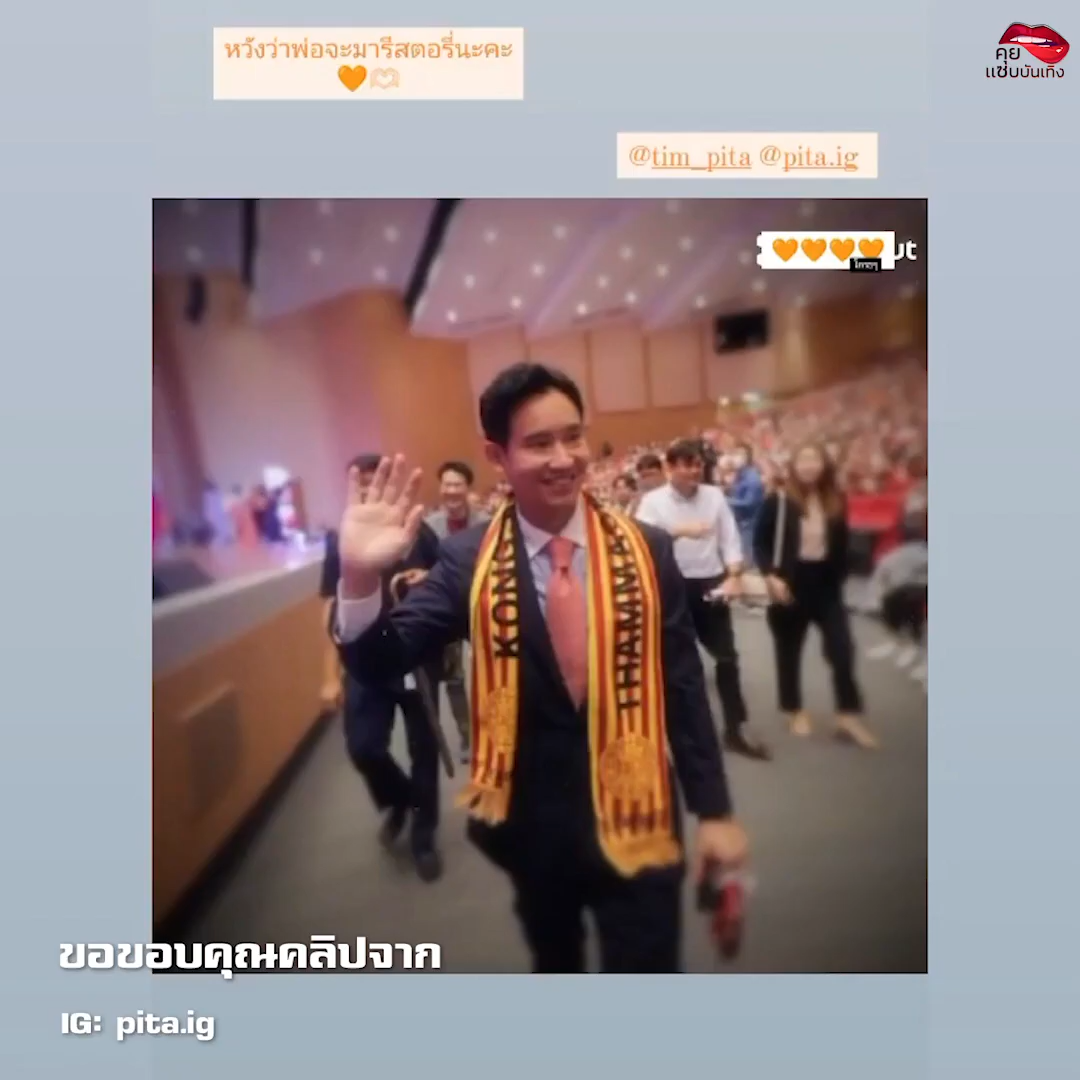 หวังว่าพ่อจะมารีสตอรี่นะคะ
🧡🫶🏻
คุย
แซ่บบันเทิง
@tim_pita @pita.ig
🧡🧡🧡🧡
KONG
THAMMA
ขอขอบคุณคลิปจาก
IG: pita.ig